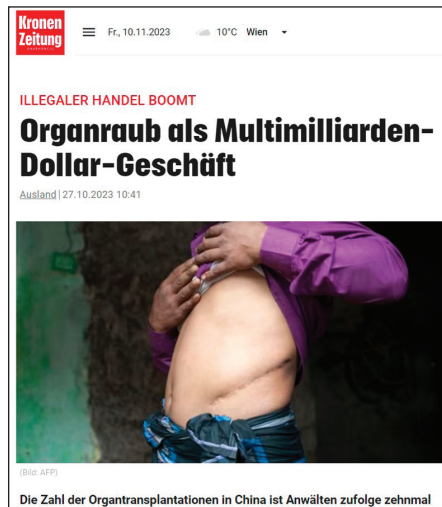 Kronen
Zeitung
Fr., 10.11.2023 10°C Wien
ILLEGALER HANDEL BOOMT
Organraub als Multimilliarden-
Dollar-Geschäft
Ausland | 27.10.2023 10:41
(Bild: AFP)
Die Zahl der Organtransplantationen in China ist Anwälten zufolge zehnmal